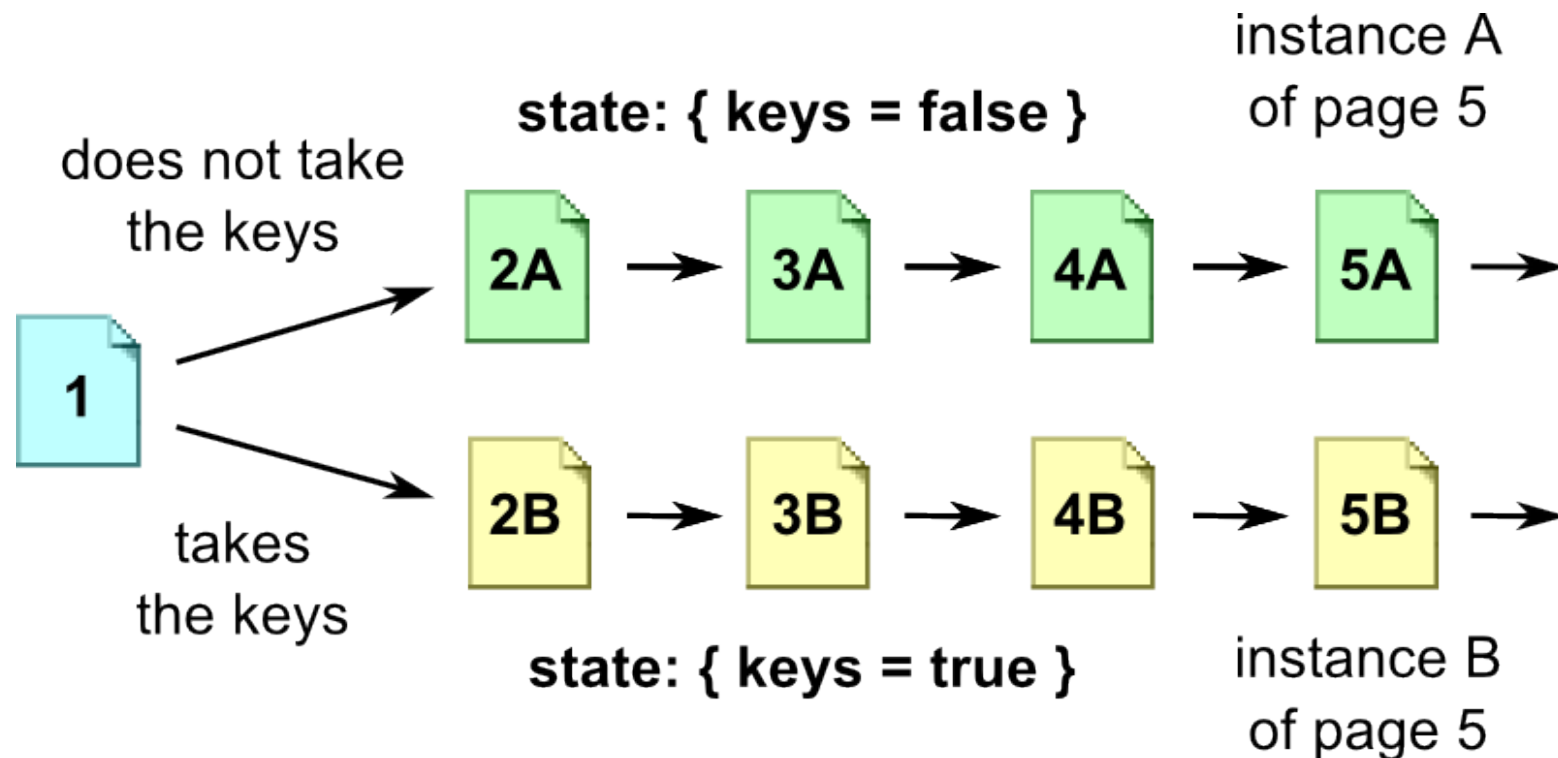 instance A
of page 5
state: { keys = false }
does not take
the keys
2A
3A
4A
5A
1
2B
3B
4B
5B
takes
the keys
state: { keys = true }
instance B
of page 5